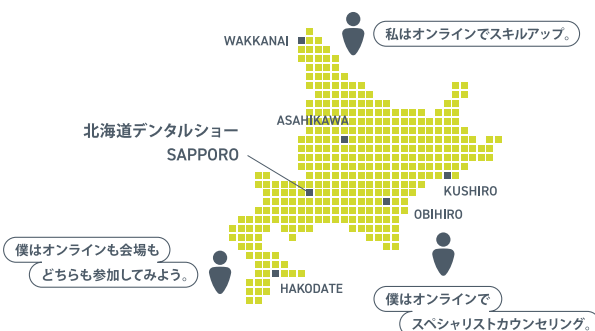 WAKKANAI
私はオンラインでスキルアップ。
ASAHIKAWA
北海道デンタルショー
SAPPORO
KUSHIRO
OBIHIRO
僕はオンラインも会場も
どちらも参加してみよう。
HAKODATE
僕はオンラインで
スペシャリストカウンセリング。